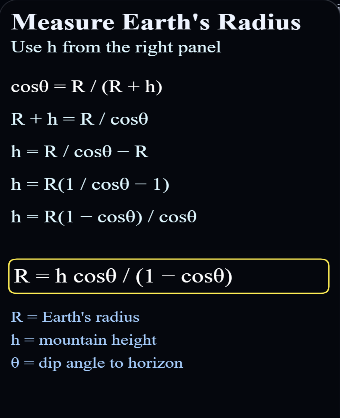 Measure Earth's Radius
Use h from the right panel
cosθ = R / (R + h)
R + h = R / cosθ
h = R / cosθ − R
h = R(1 / cosθ − 1)
h = R(1 − cosθ) / cosθ
R = h cosθ / (1 − cosθ)
R = Earth's radius
h = mountain height
θ = dip angle to horizon